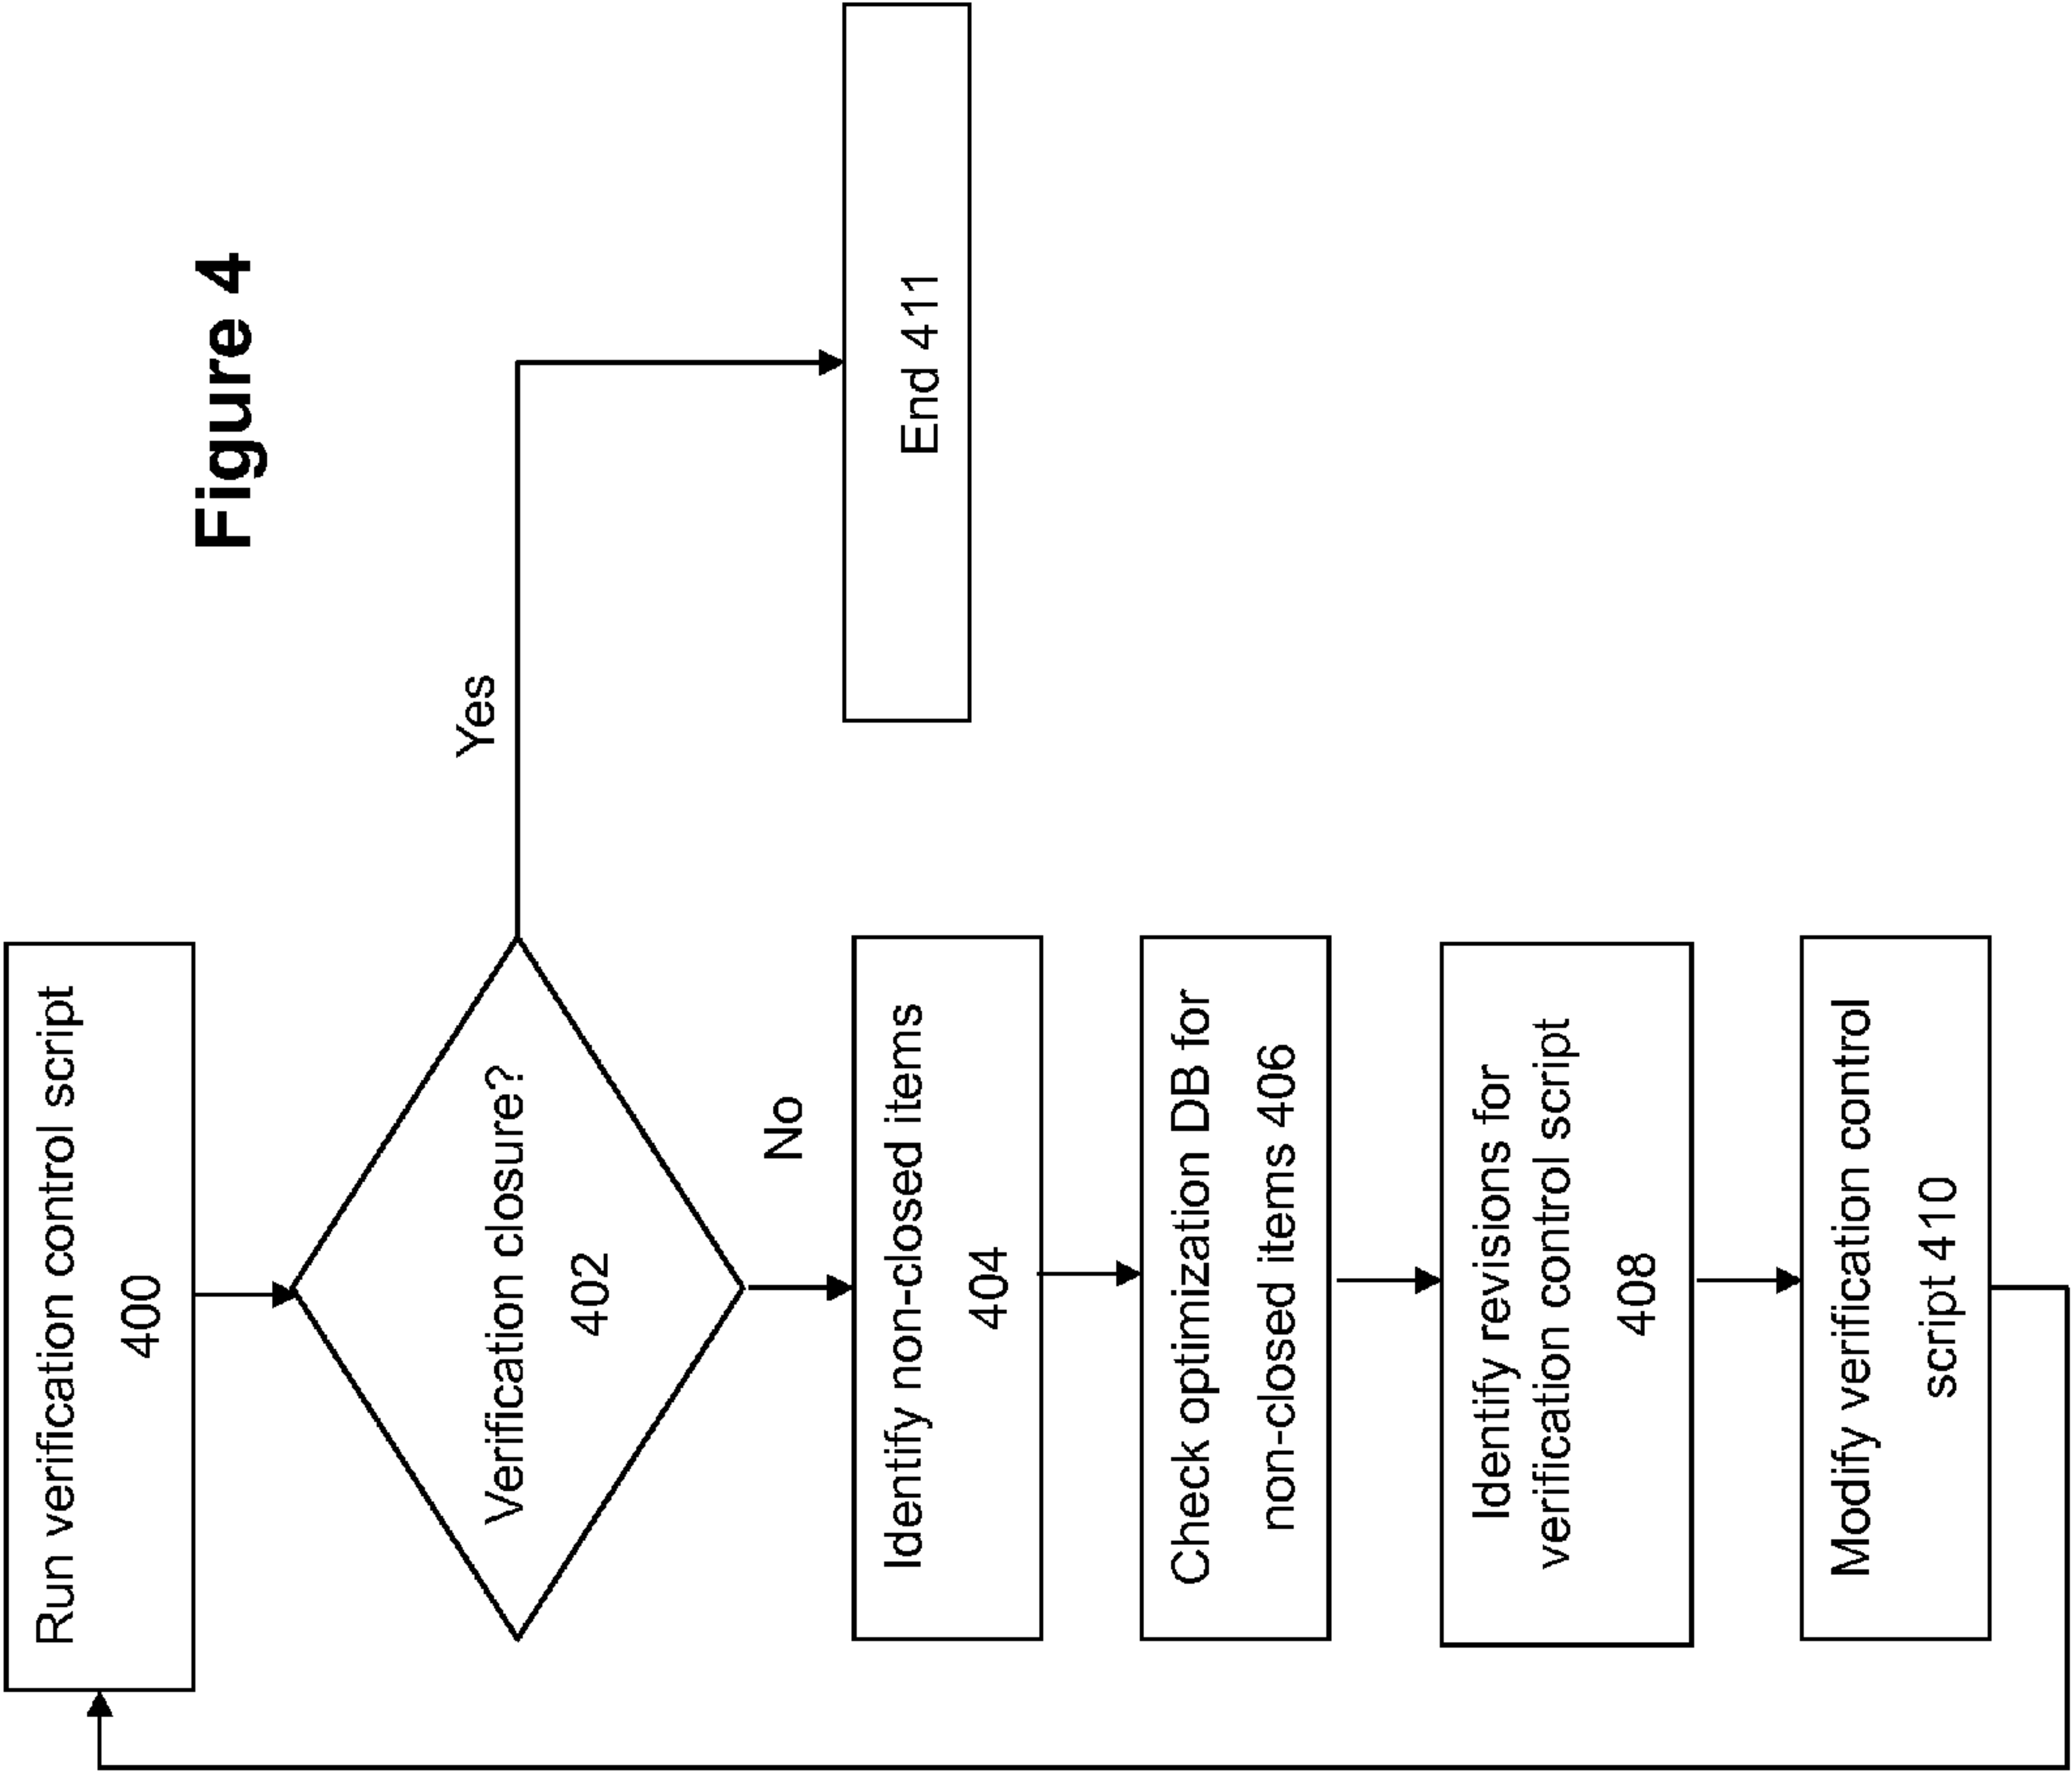 Figure 4
Run verification control script
400
Verification closure?
402
Yes
No
End 411
Identify non-closed items
404
Check optimization DB for
non-closed items 406
Identify revisions for
verification control script
408
Modify verification control
script 410